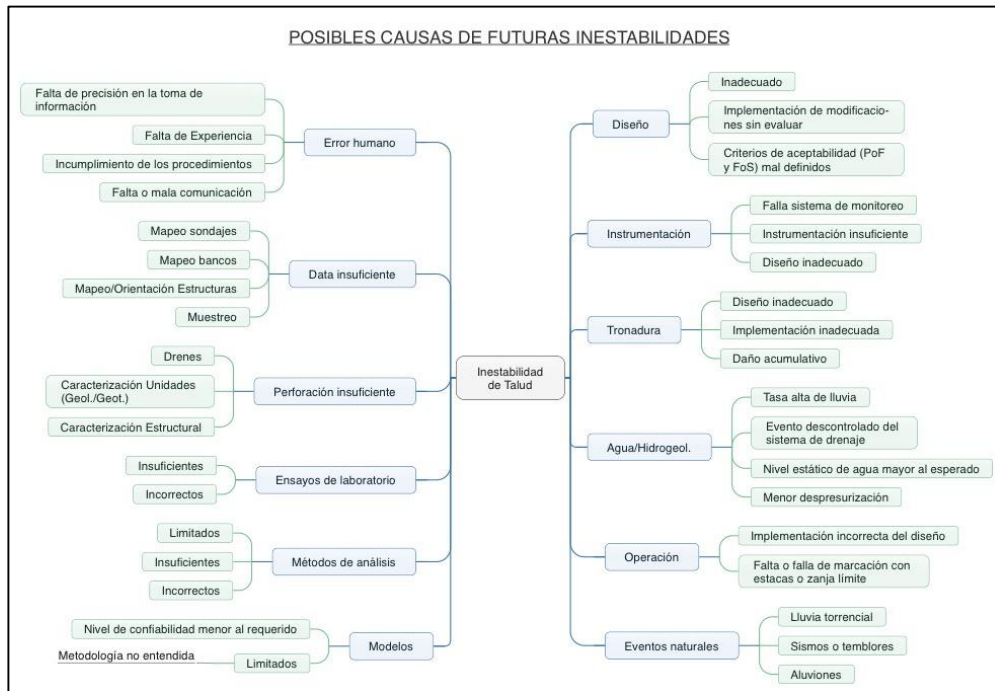 POSIBLES CAUSAS DE FUTURAS INESTABILIDADES
Falta de precisión en la toma de
información
Falta de Experiencia
Incumplimiento de los procedimientos
Falta o mala comunicación
Error humano
Mapeo sondajes
Mapeo bancos
Mapeo/Orientación Estructuras
Muestreo
Data insuficiente
Drenes
Caracterización Unidades
(Geol./Geot.)
Caracterización Estructural
Perforación insuficiente
Insuficientes
Incorrectos
Ensayos de laboratorio
Limitados
Insuficientes
Incorrectos
Métodos de análisis
Nivel de confiabilidad menor al requerido
Metodología no entendida
Limitados
Modelos
Inestabilidad
de Talud
Diseño
Inadecuado
Implementación de modificacio-
nes sin evaluar
Criterios de aceptabilidad (PoF
y FoS) mal definidos
Instrumentación
Falla sistema de monitoreo
Instrumentación insuficiente
Diseño inadecuado
Tronadura
Diseño inadecuado
Implementación inadecuada
Daño acumulativo
Agua/Hidrogeol.
Tasa alta de lluvia
Evento descontrolado del
sistema de drenaje
Nivel estático de agua mayor al esperado
Menor despresurización
Operación
Implementación incorrecta del diseño
Falta o falla de marcación con
estacas o zanja límite
Eventos naturales
Lluvia torrencial
Sismos o temblores
Aluviones